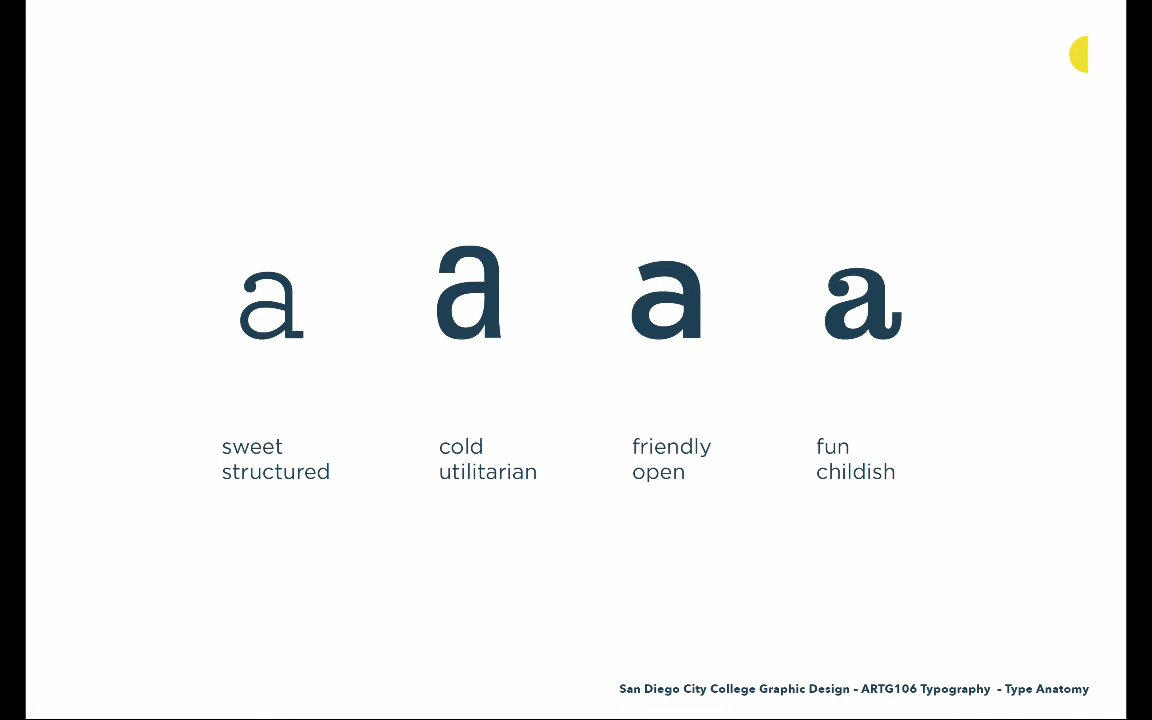 a a a a
sweet
structured
cold
utilitarian
friendly
open
fun
childish
San Diego City College Graphic Design – ARTG106 Typography – Type Anatomy